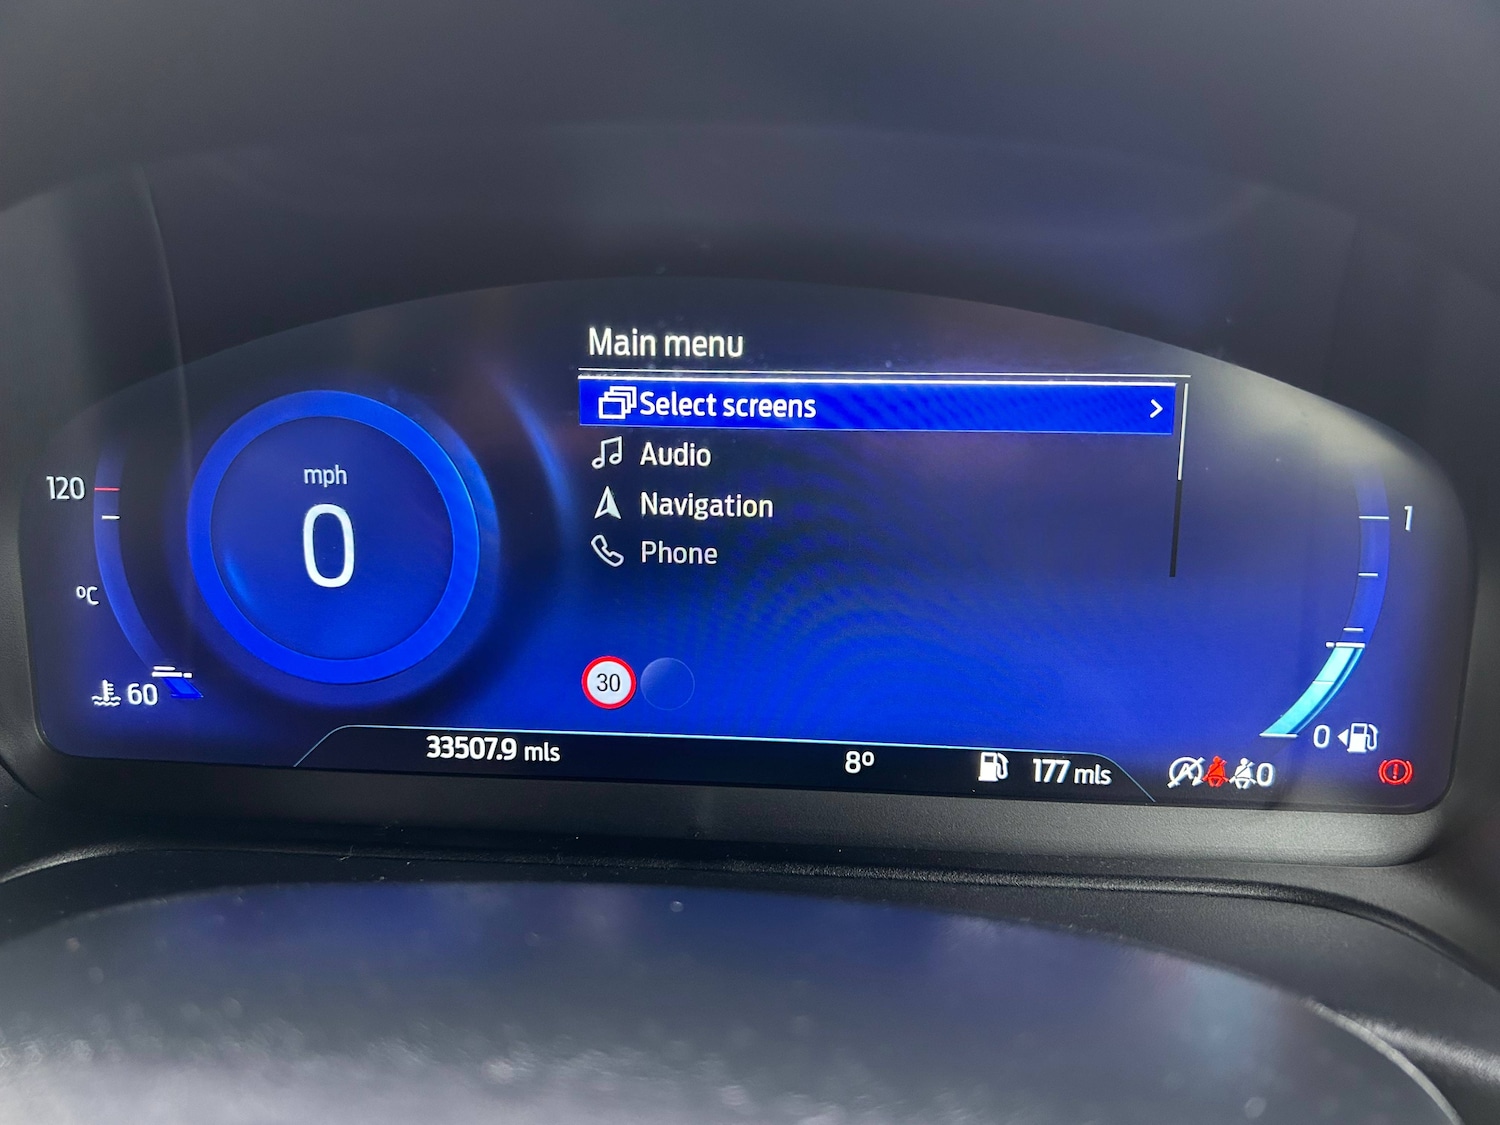 Main menu
Select screens
Audio
Navigation
Phone
mph
0
120
°C
60
30
1
0
33507.9 mls
8°
177 mls
0